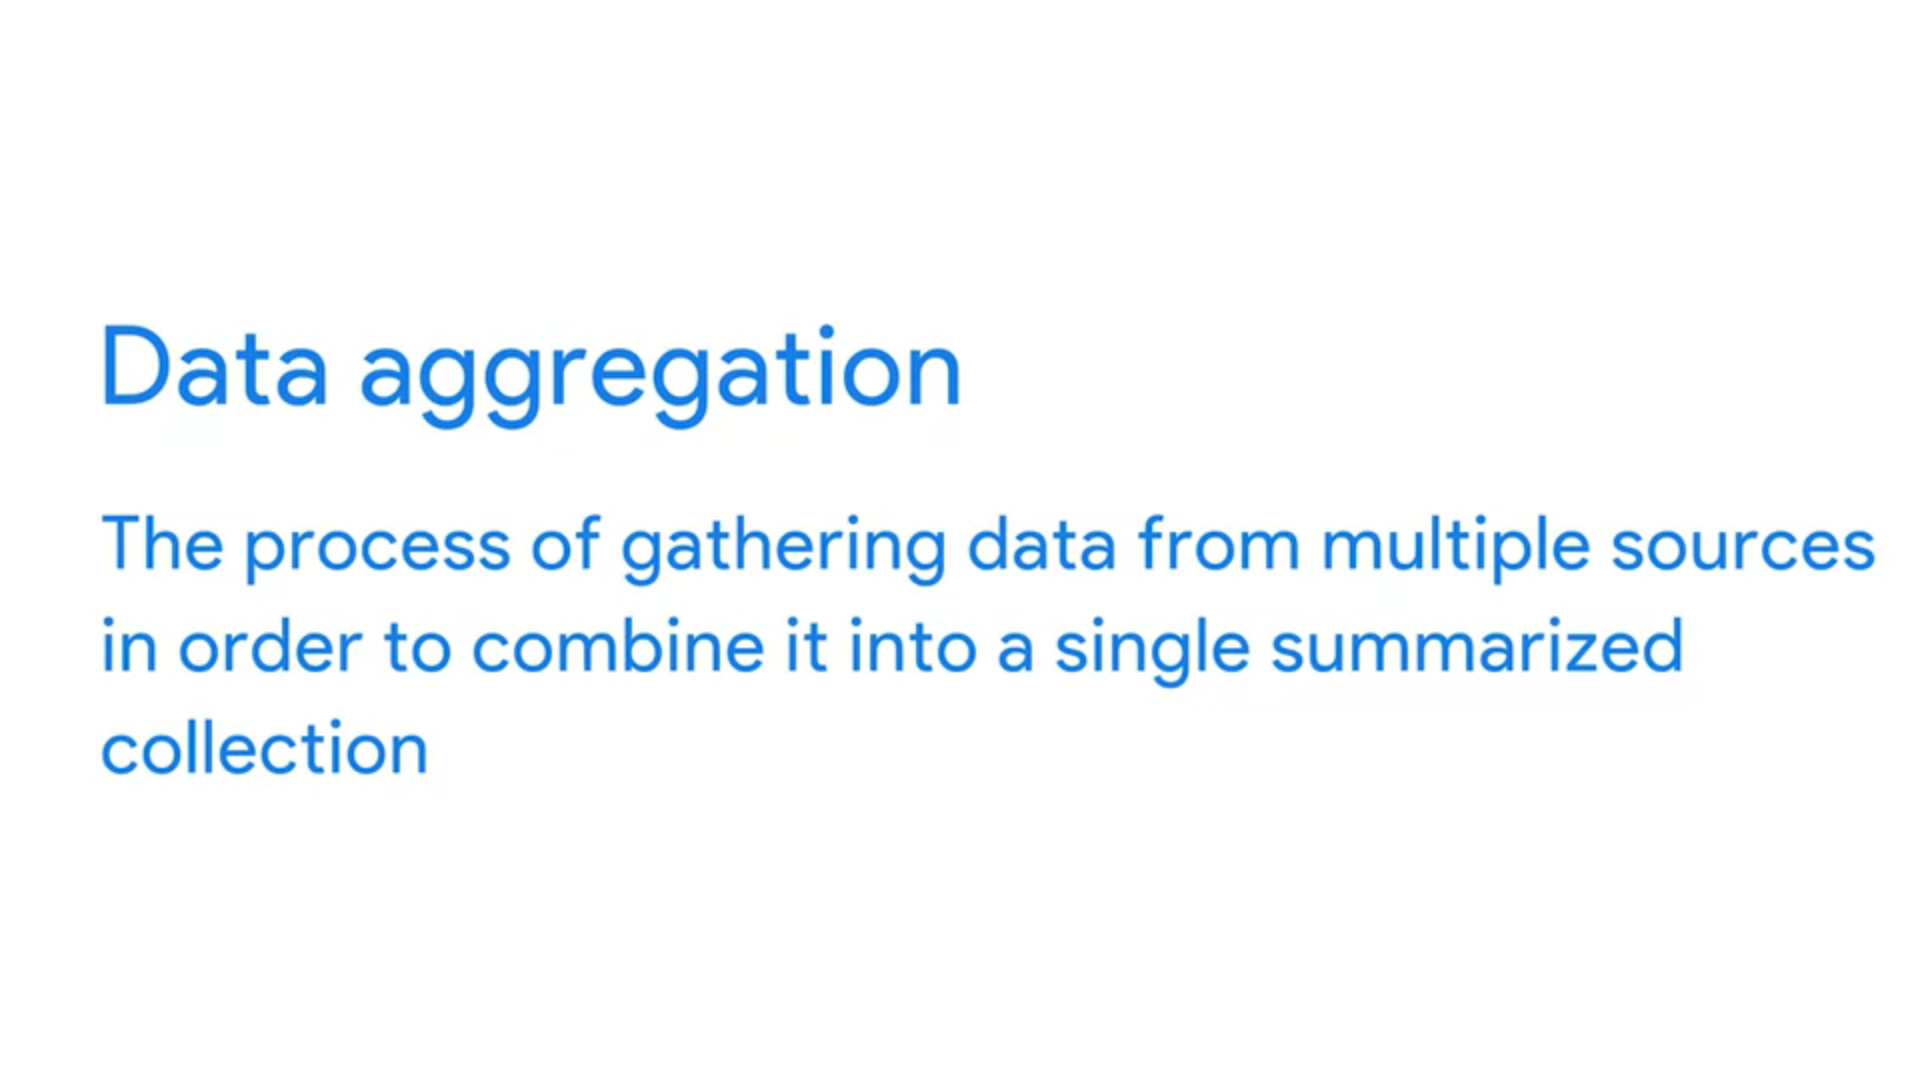 Data aggregation
The process of gathering data from multiple sources
in order to combine it into a single summarized
collection